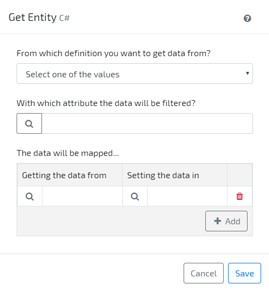 Get Entity C#
From which definition you want to get data from?
Select one of the values
With which attribute the data will be filtered?
The data will be mapped...
Getting the data from Setting the data in
+ Add
Cancel Save